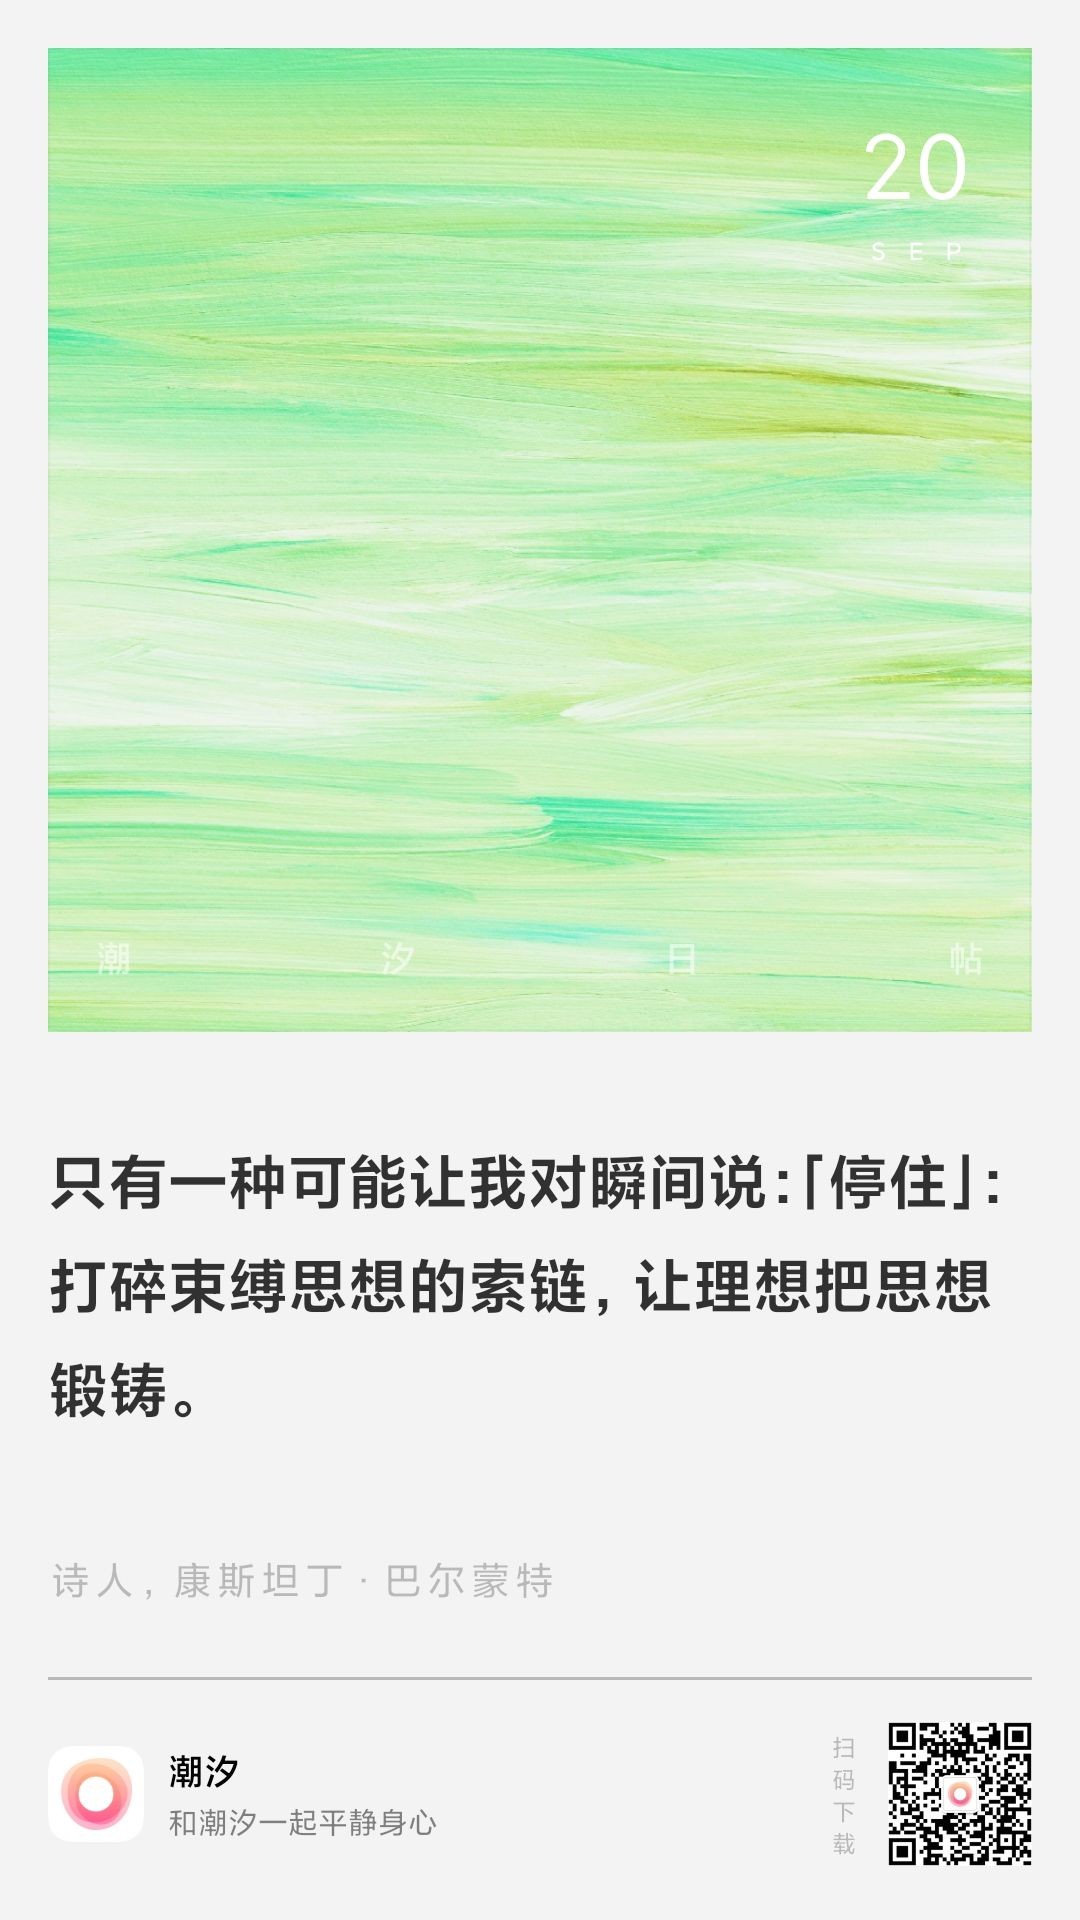 20
SEP
潮汐日帖
只有一种可能让我对瞬间说:「停住」:
打碎束缚思想的索链，让理想把思想
锻铸。
诗人，康斯坦丁·巴尔蒙特
潮汐
和潮汐一起平静身心
扫码下载